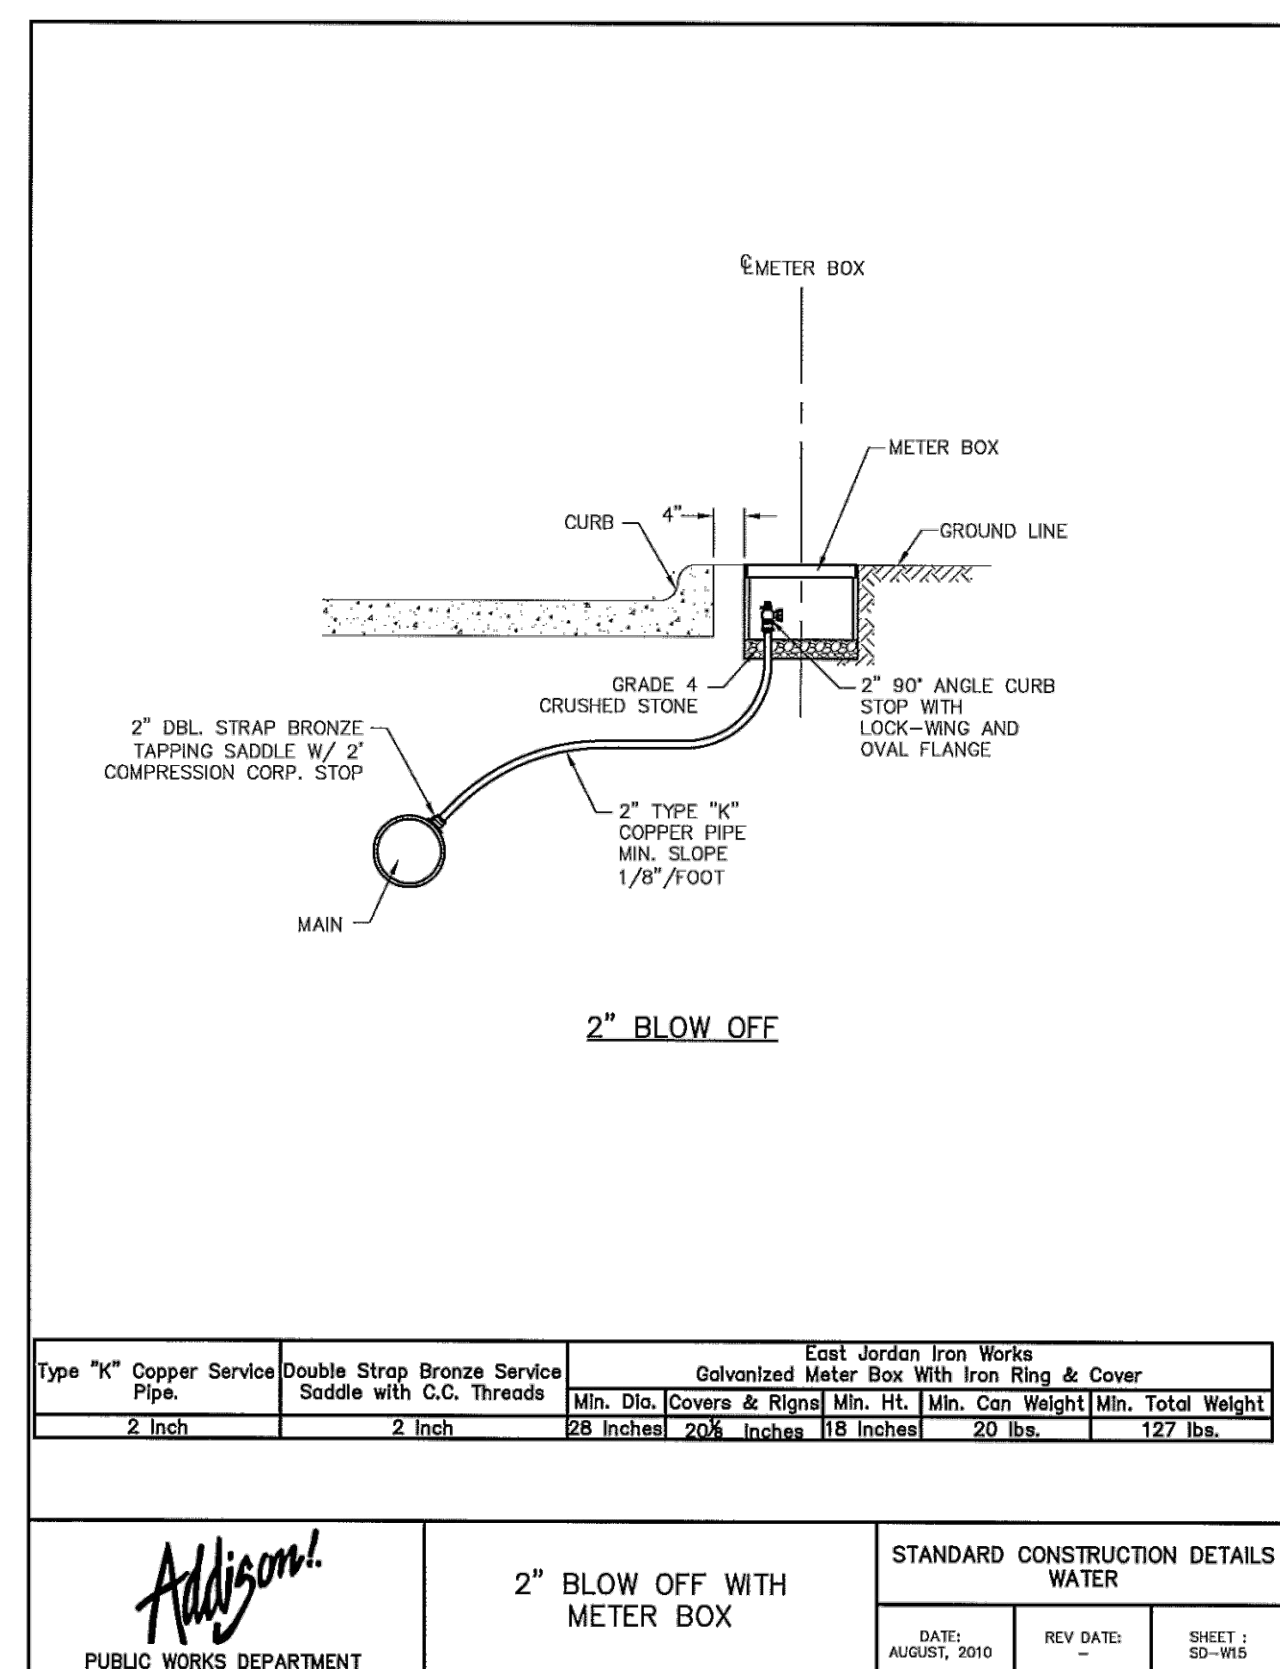 ℄METER BOX
METER BOX
CURB
4"
GROUND LINE
GRADE 4
CRUSHED STONE
2" 90° ANGLE CURB
STOP WITH
LOCK-WING AND
OVAL FLANGE
2" DBL. STRAP BRONZE
TAPPING SADDLE W/ 2"
COMPRESSION CORP. STOP
2" TYPE "K"
COPPER PIPE
MIN. SLOPE
1/8"/FOOT
MAIN
2" BLOW OFF
Type "K" Copper Service
Pipe.
Double Strap Bronze Service
Saddle with C.C. Threads
East Jordan Iron Works
Galvanized Meter Box With Iron Ring & Cover
Min. Dia. Covers & Rigns Min. Ht. Min. Can Weight Min. Total Weight
2 Inch 2 Inch 28 Inches 20⅛ Inches 18 Inches 20 lbs. 127 lbs.
Addison!
PUBLIC WORKS DEPARTMENT
2" BLOW OFF WITH
METER BOX
STANDARD CONSTRUCTION DETAILS
WATER
DATE:
AUGUST, 2010
REV DATE:
-
SHEET :
SD-W15